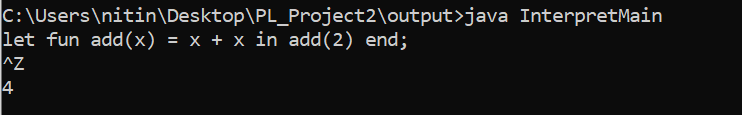 C:\Users\nitin\Desktop\PL_Project2\output>java InterpretMain
let fun add(x) = x + x in add(2) end;
^Z
4